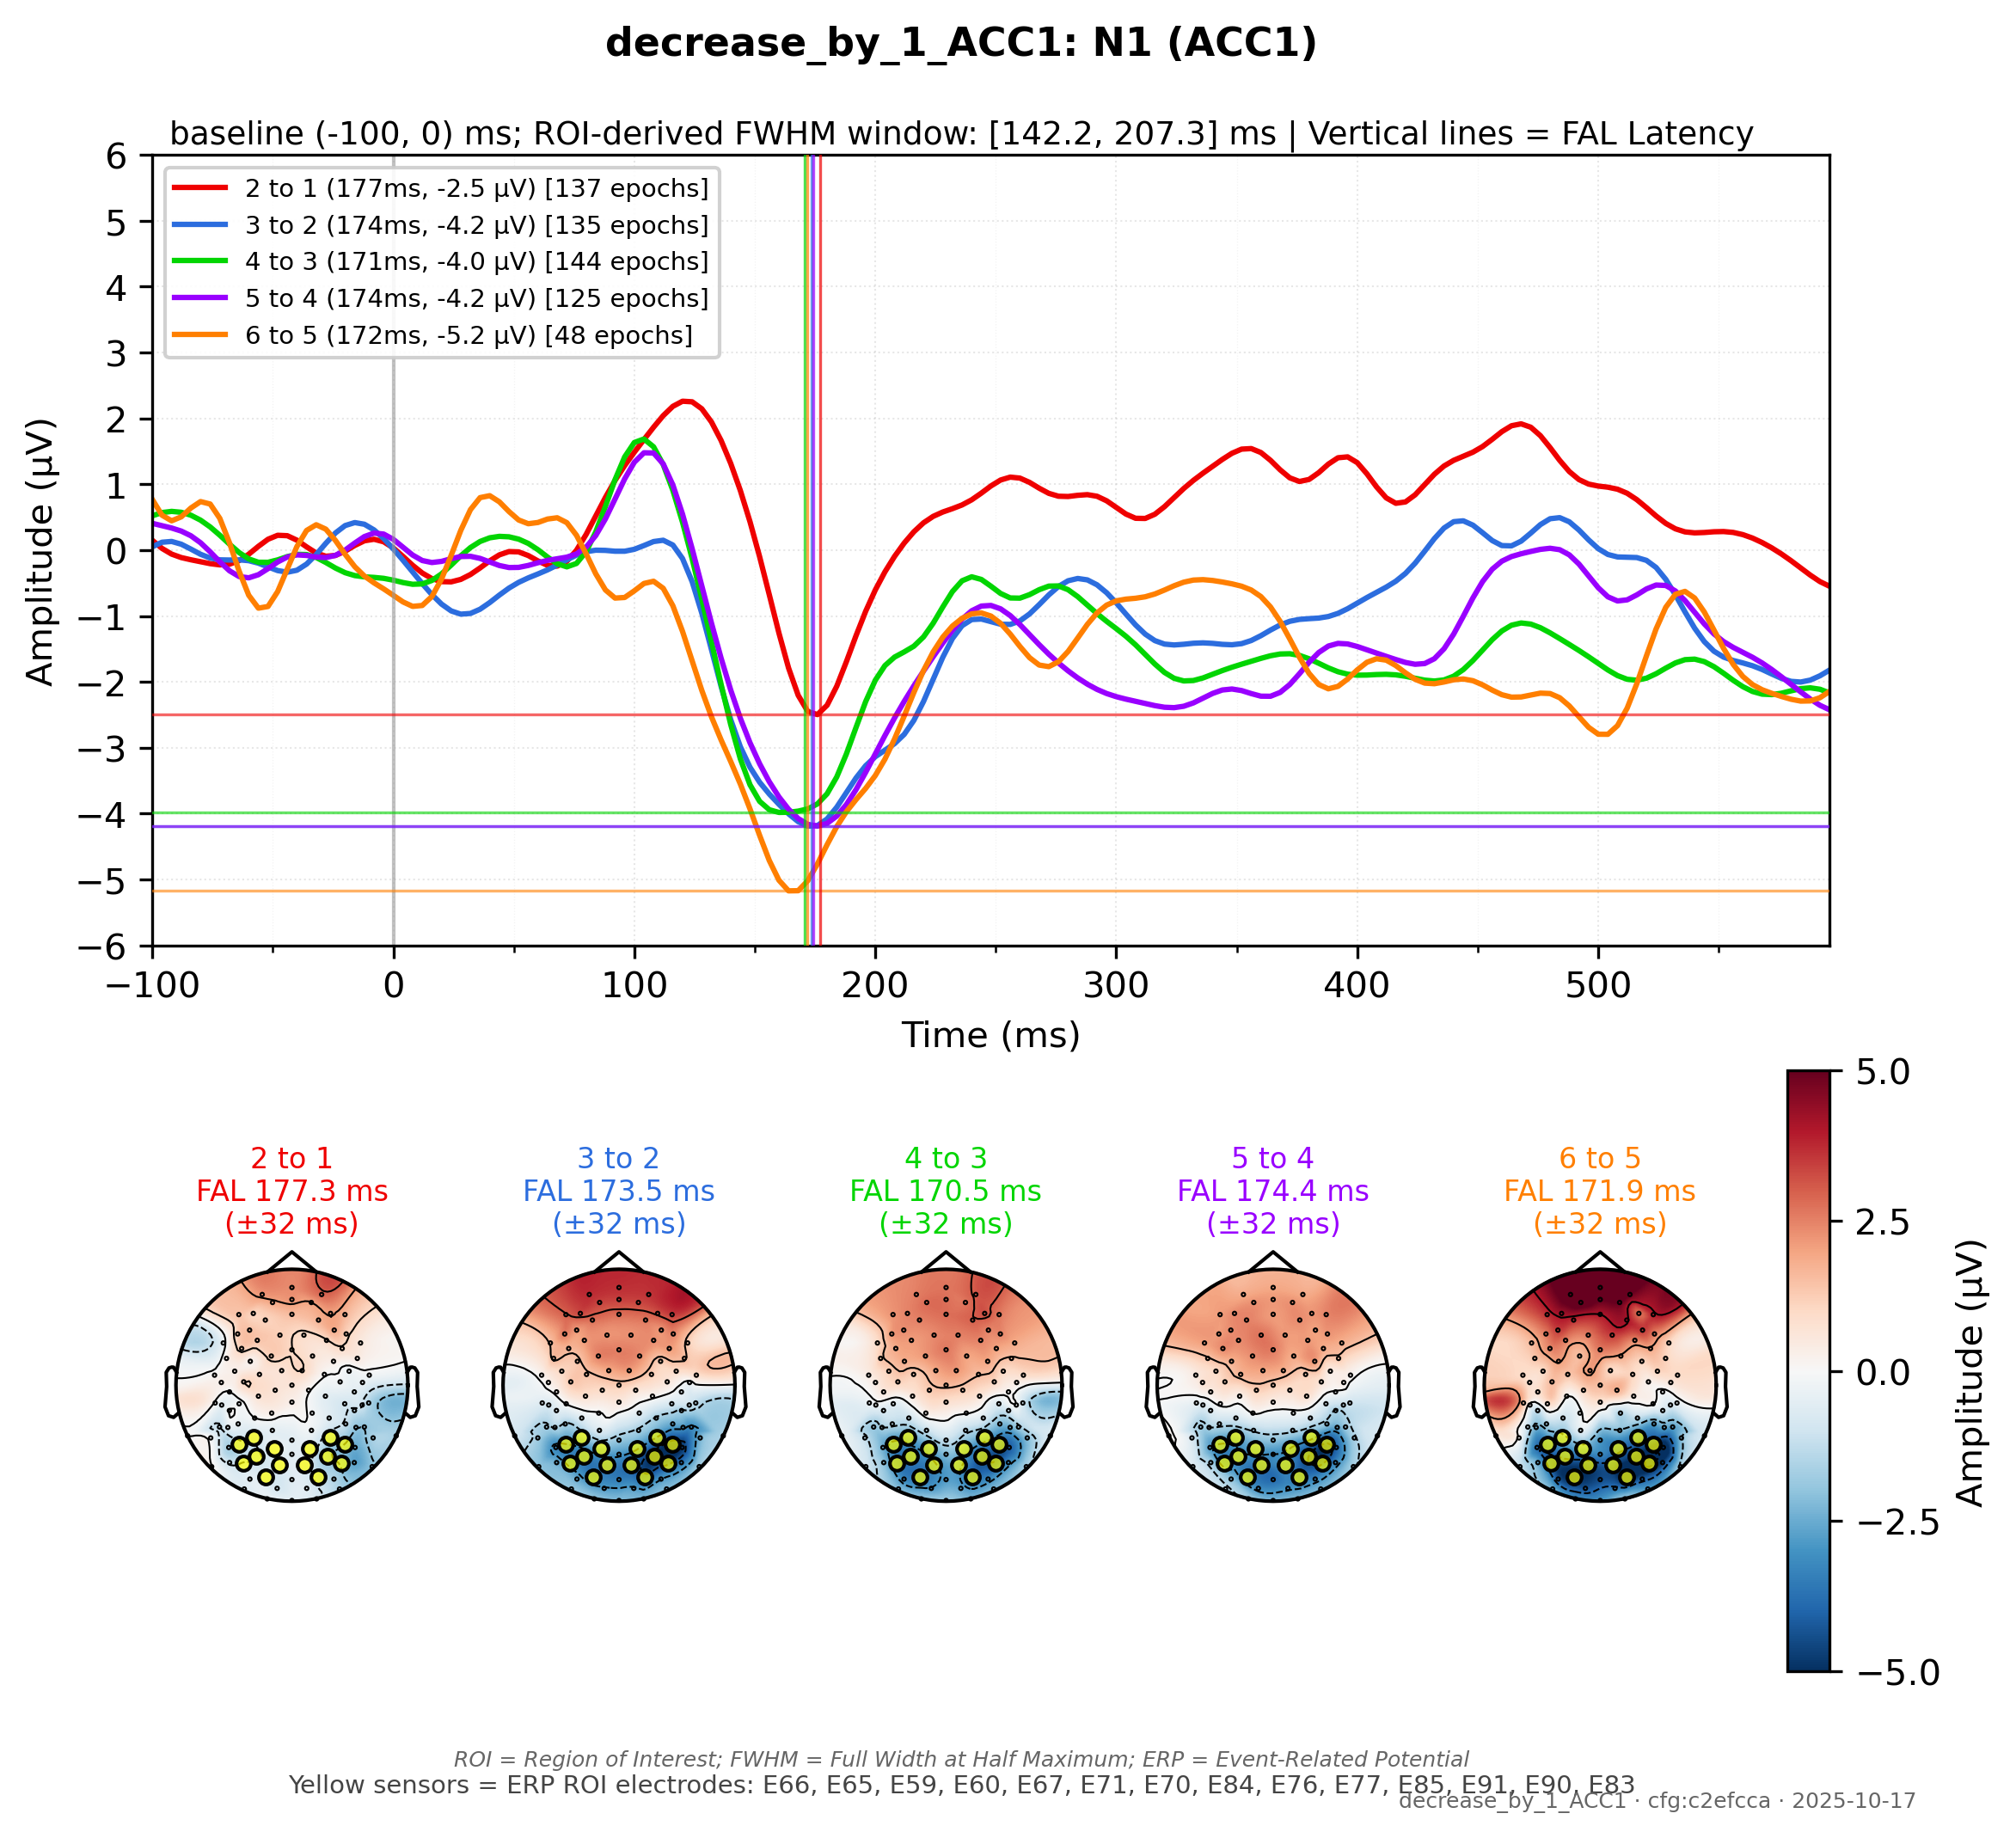 decrease_by_1_ACC1: N1 (ACC1)
baseline (-100, 0) ms; ROI-derived FWHM window: [142.2, 207.3] ms | Vertical lines = FAL Latency
2 to 1 (177ms, -2.5 µV) [137 epochs]
3 to 2 (174ms, -4.2 µV) [135 epochs]
4 to 3 (171ms, -4.0 µV) [144 epochs]
5 to 4 (174ms, -4.2 µV) [125 epochs]
6 to 5 (172ms, -5.2 µV) [48 epochs]
Amplitude (µV)
6
5
4
3
2
1
0
−1
−2
−3
−4
−5
−6
−100 0 100 200 300 400 500
Time (ms)
2 to 1
FAL 177.3 ms
(±32 ms)
3 to 2
FAL 173.5 ms
(±32 ms)
4 to 3
FAL 170.5 ms
(±32 ms)
5 to 4
FAL 174.4 ms
(±32 ms)
6 to 5
FAL 171.9 ms
(±32 ms)
5.0
2.5
0.0
−2.5
−5.0
Amplitude (µV)
ROI = Region of Interest; FWHM = Full Width at Half Maximum; ERP = Event-Related Potential
Yellow sensors = ERP ROI electrodes: E66, E65, E59, E60, E67, E71, E70, E84, E76, E77, E85, E91, E90, E83
decrease_by_1_ACC1 · cfg:c2efcca · 2025-10-17